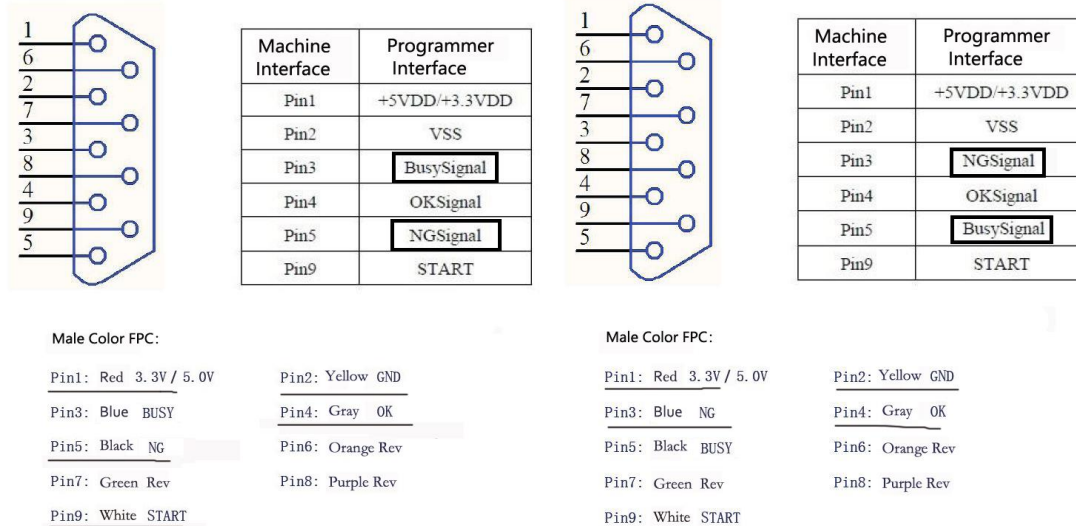 1
6
2
7
3
8
4
9
5
Machine Interface Programmer Interface
Pin1 +5VDD/+3.3VDD
Pin2 VSS
Pin3 BusySignal
Pin4 OKSignal
Pin5 NGSignal
Pin9 START
Male Color FPC:
Pin1: Red 3.3V/5.0V Pin2: Yellow GND
Pin3: Blue BUSY Pin4: Gray OK
Pin5: Black NG Pin6: Orange Rev
Pin7: Green Rev Pin8: Purple Rev
Pin9: White START
1
6
2
7
3
8
4
9
5
Machine Interface Programmer Interface
Pin1 +5VDD/+3.3VDD
Pin2 VSS
Pin3 NGSignal
Pin4 OKSignal
Pin5 BusySignal
Pin9 START
Male Color FPC:
Pin1: Red 3.3V/5.0V Pin2: Yellow GND
Pin3: Blue NG Pin4: Gray OK
Pin5: Black BUSY Pin6: Orange Rev
Pin7: Green Rev Pin8: Purple Rev
Pin9: White START